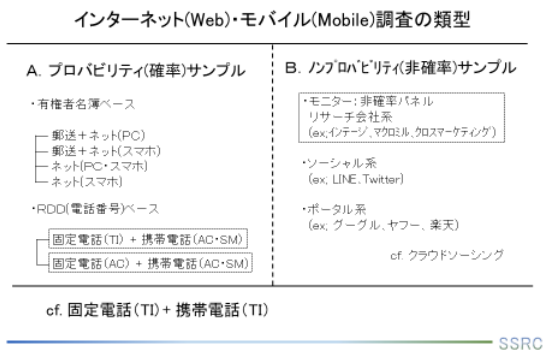 インターネット(Web)・モバイル(Mobile)調査の類型
A. プロバビリティ(確率)サンプル
・有権者名簿ベース
郵送＋ネット(PC)
郵送＋ネット(スマホ)
ネット(PC・スマホ)
ネット(スマホ)
・RDD(電話番号)ベース
固定電話(TI) + 携帯電話(AC・SM)
固定電話(AC) + 携帯電話(AC・SM)
B. ﾉﾝﾌﾟﾛﾊﾞﾋﾞﾘﾃｨ(非確率)サンプル
・モニター；非確率パネル
リサーチ会社系
(ex;インテージ、マクロミル、クロスマーケティング)
・ソーシャル系
(ex; LINE、Twitter)
・ポータル系
(ex; グーグル、ヤフー、楽天)
cf. クラウドソーシング
cf. 固定電話(TI)+ 携帯電話(TI)
SSRC